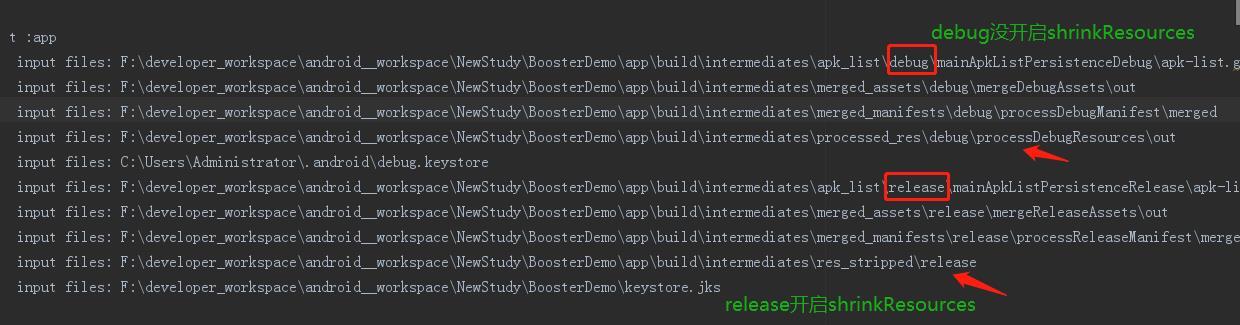 debug没开启shrinkResources
t :app
input files: F:\developer_workspace\android__workspace\NewStudy\BoosterDemo\app\build\intermediates\apk_list\debug\mainApkListPersistenceDebug\apk-list.g
input files: F:\developer_workspace\android__workspace\NewStudy\BoosterDemo\app\build\intermediates\merged_assets\debug\mergeDebugAssets\out
input files: F:\developer_workspace\android__workspace\NewStudy\BoosterDemo\app\build\intermediates\merged_manifests\debug\processDebugManifest\merged
input files: F:\developer_workspace\android__workspace\NewStudy\BoosterDemo\app\build\intermediates\processed_res\debug\processDebugResources\out
input files: C:\Users\Administrator\.android\debug.keystore
input files: F:\developer_workspace\android__workspace\NewStudy\BoosterDemo\app\build\intermediates\apk_list\release\mainApkListPersistenceRelease\apk-li
input files: F:\developer_workspace\android__workspace\NewStudy\BoosterDemo\app\build\intermediates\merged_assets\release\mergeReleaseAssets\out
input files: F:\developer_workspace\android__workspace\NewStudy\BoosterDemo\app\build\intermediates\merged_manifests\release\processReleaseManifest\merge
input files: F:\developer_workspace\android__workspace\NewStudy\BoosterDemo\app\build\intermediates\res_stripped\release
input files: F:\developer_workspace\android__workspace\NewStudy\BoosterDemo\keystore.jks
release开启shrinkResources